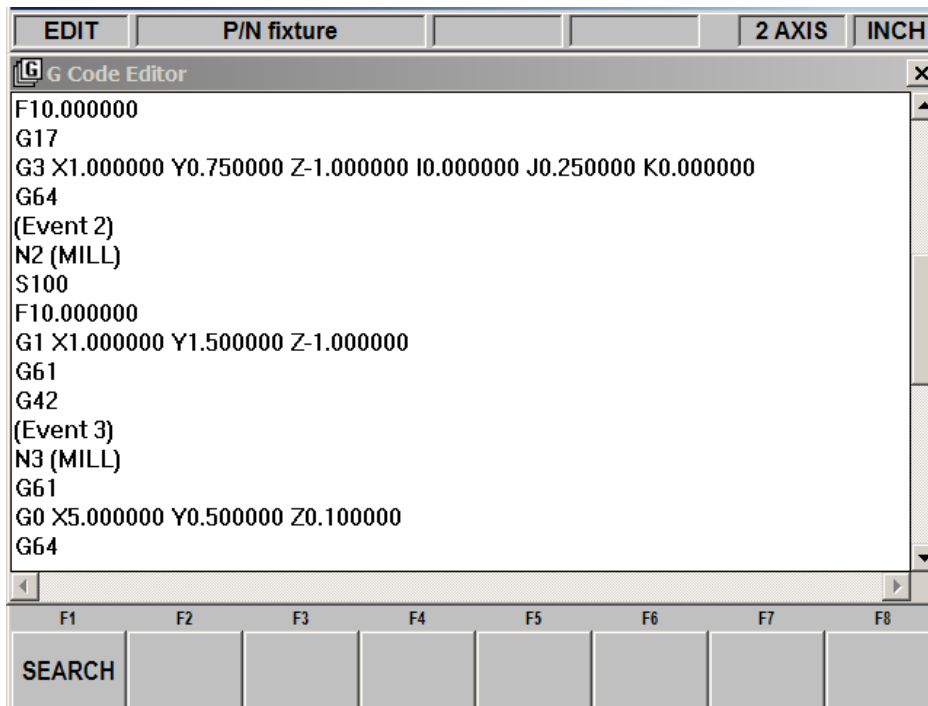 EDIT P/N fixture 2 AXIS INCH
G G Code Editor
F10.000000
G17
G3 X1.000000 Y0.750000 Z-1.000000 I0.000000 J0.250000 K0.000000
G64
(Event 2)
N2 (MILL)
S100
F10.000000
G1 X1.000000 Y1.500000 Z-1.000000
G61
G42
(Event 3)
N3 (MILL)
G61
G0 X5.000000 Y0.500000 Z0.100000
G64
F1 F2 F3 F4 F5 F6 F7 F8
SEARCH